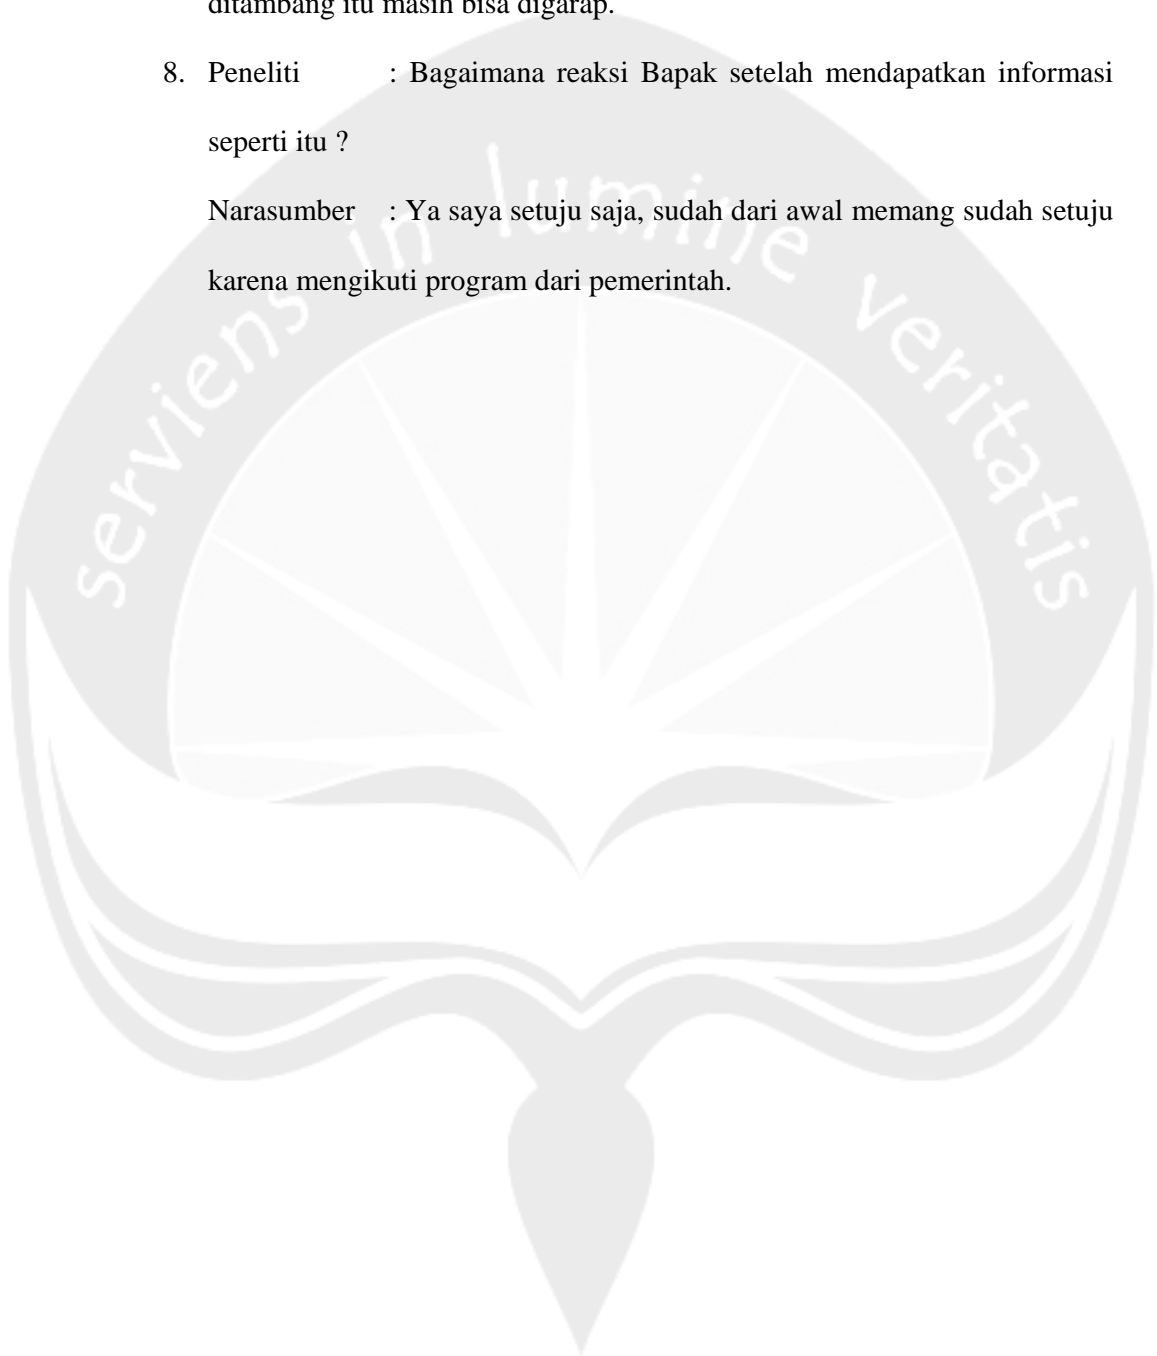 ditambang itu masih bisa digarap.
8. Peneliti : Bagaimana reaksi Bapak setelah mendapatkan informasi
seperti itu ?
Narasumber : Ya saya setuju saja, sudah dari awal memang sudah setuju
karena mengikuti program dari pemerintah.
serviens in lumine veritatis